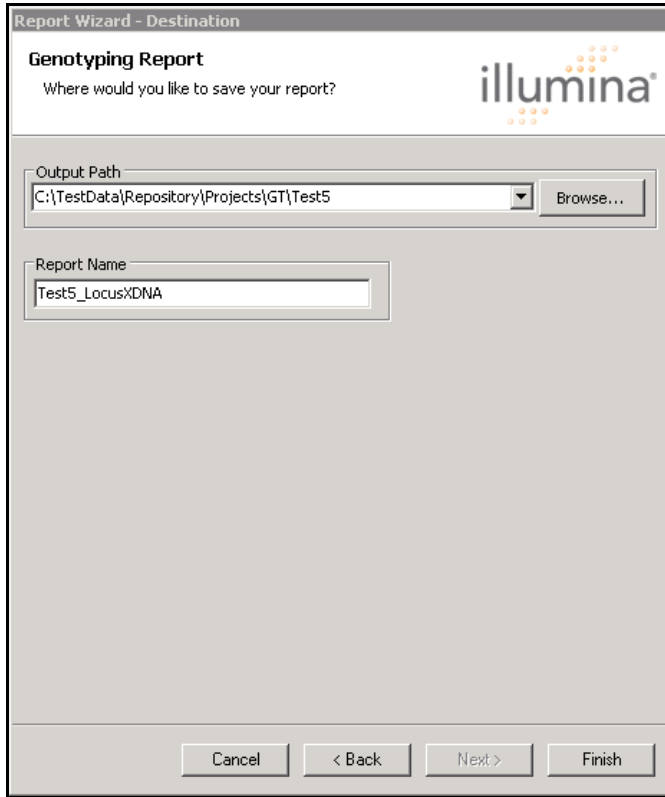 Report Wizard - Destination
Genotyping Report
Where would you like to save your report?
illumina®
Output Path
C:\TestData\Repository\Projects\GT\Test5
Browse...
Report Name
Test5_LocusXDNA
Cancel
< Back
Next >
Finish